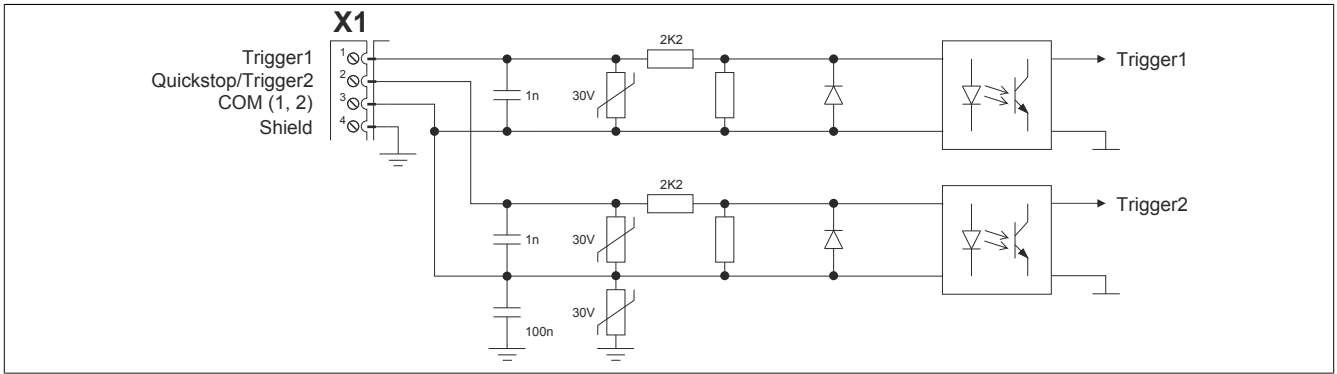 X1
Trigger1
Quickstop/Trigger2
COM (1, 2)
Shield
1
2
3
4
1n
30V
2K2
Trigger1
1n
30V
2K2
Trigger2
100n
30V